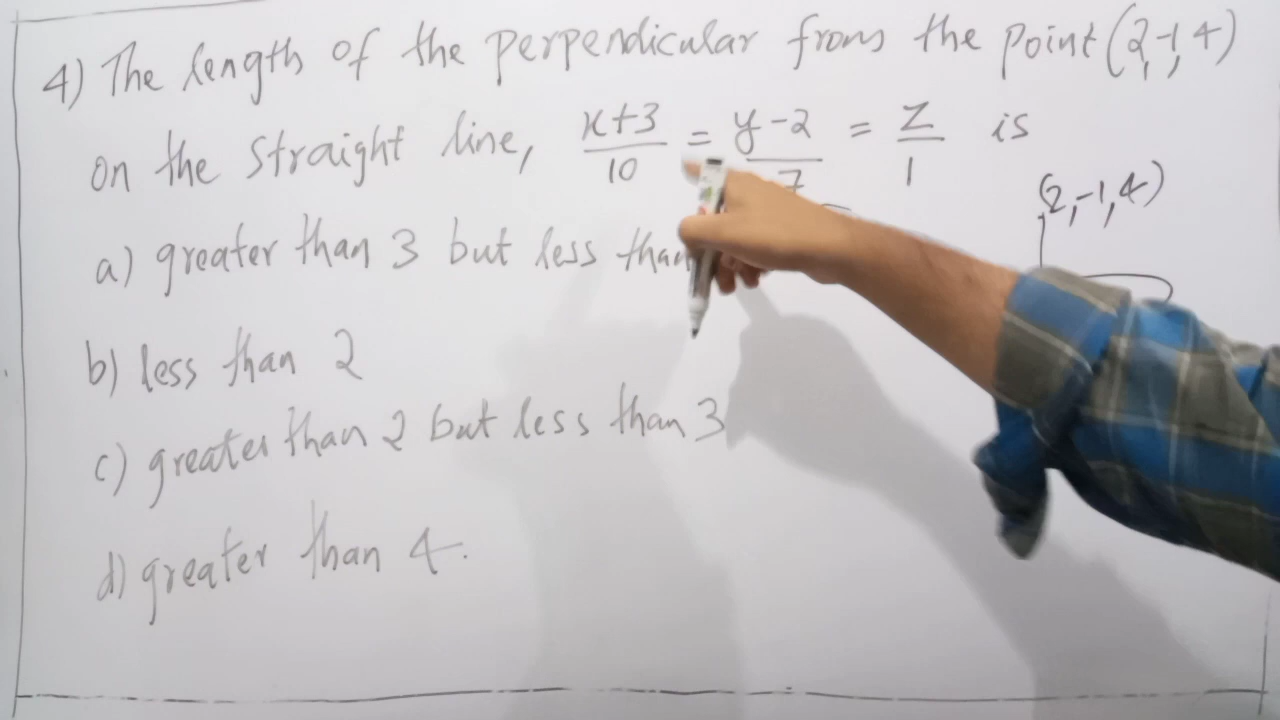 4) The length of the perpendicular from the point (2,-1,4)
on the straight line, x+3/10 = y-2/7 = z/1 is
(2,-1,4)
a) greater than 3 but less than
b) less than 2
c) greater than 2 but less than 3
d) greater than 4.